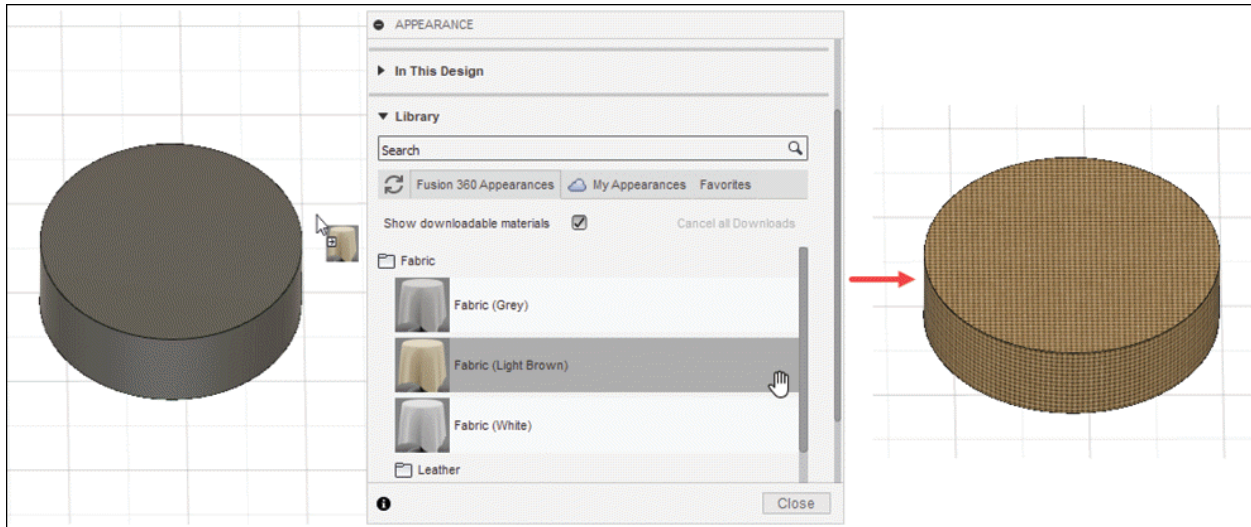 APPEARANCE
In This Design
Library
Search
Fusion 360 Appearances My Appearances Favorites
Show downloadable materials Cancel all Downloads
Fabric
Fabric (Grey)
Fabric (Light Brown)
Fabric (White)
Leather
Close